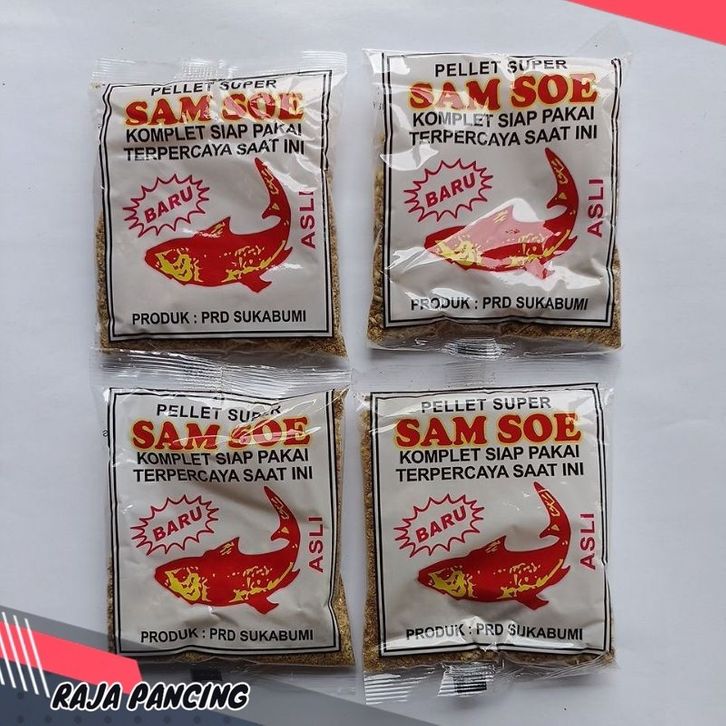 PELLET SUPER
SAM SOE
KOMPLET SIAP PAKAI
TERPERCAYA SAAT INI
BARU
ASLI
PRODUK : PRD SUKABUMI
PELLET SUPER
SAM SOE
KOMPLET SIAP PAKAI
TERPERCAYA SAAT INI
BARU
ASLI
PRODUK : PRD SUKABUMI
PELLET SUPER
SAM SOE
KOMPLET SIAP PAKAI
TERPERCAYA SAAT INI
BARU
ASLI
PRODUK : PRD SUKABUMI
PELLET SUPER
SAM SOE
KOMPLET SIAP PAKAI
TERPERCAYA SAAT INI
BARU
ASLI
PRODUK : PRD SUKABUMI
RAJA PANCING